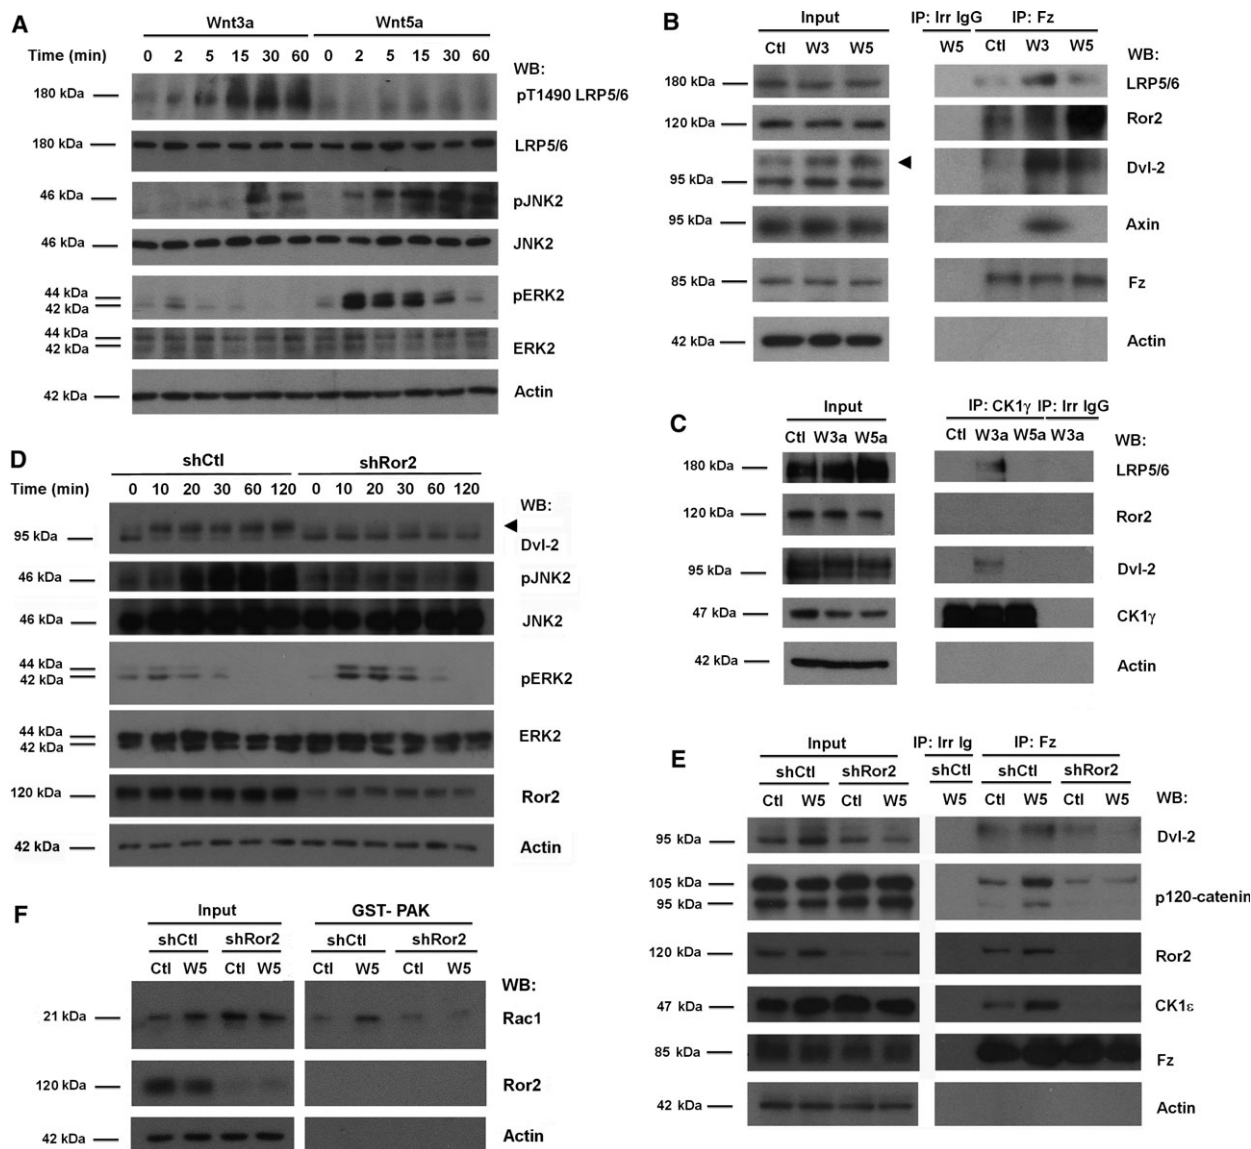 A
Wnt3a Wnt5a
Time (min) 0 2 5 15 30 60 0 2 5 15 30 60 WB:
180 kDa pT1490 LRP5/6
180 kDa LRP5/6
46 kDa pJNK2
46 kDa JNK2
44 kDa
42 kDa pERK2
44 kDa
42 kDa ERK2
42 kDa Actin
B
Input IP: Irr IgG IP: Fz
Ctl W3 W5 W5 Ctl W3 W5 WB:
180 kDa LRP5/6
120 kDa Ror2
95 kDa Dvl-2
95 kDa Axin
85 kDa Fz
42 kDa Actin
C
Input IP: CK1γ IP: Irr IgG
Ctl W3a W5a Ctl W3a W5a W3a WB:
180 kDa LRP5/6
120 kDa Ror2
95 kDa Dvl-2
47 kDa CK1γ
42 kDa Actin
D
shCtl shRor2
Time (min) 0 10 20 30 60 120 0 10 20 30 60 120 WB:
95 kDa Dvl-2
46 kDa pJNK2
46 kDa JNK2
44 kDa
42 kDa pERK2
44 kDa
42 kDa ERK2
120 kDa Ror2
42 kDa Actin
E
Input IP: Irr Ig IP: Fz
shCtl shRor2 shCtl shCtl shRor2
Ctl W5 Ctl W5 W5 Ctl W5 Ctl W5 WB:
95 kDa Dvl-2
105 kDa
95 kDa p120-catenin
120 kDa Ror2
47 kDa CK1ε
85 kDa Fz
42 kDa Actin
F
Input GST- PAK
shCtl shRor2 shCtl shRor2
Ctl W5 Ctl W5 Ctl W5 Ctl W5 WB:
21 kDa Rac1
120 kDa Ror2
42 kDa Actin